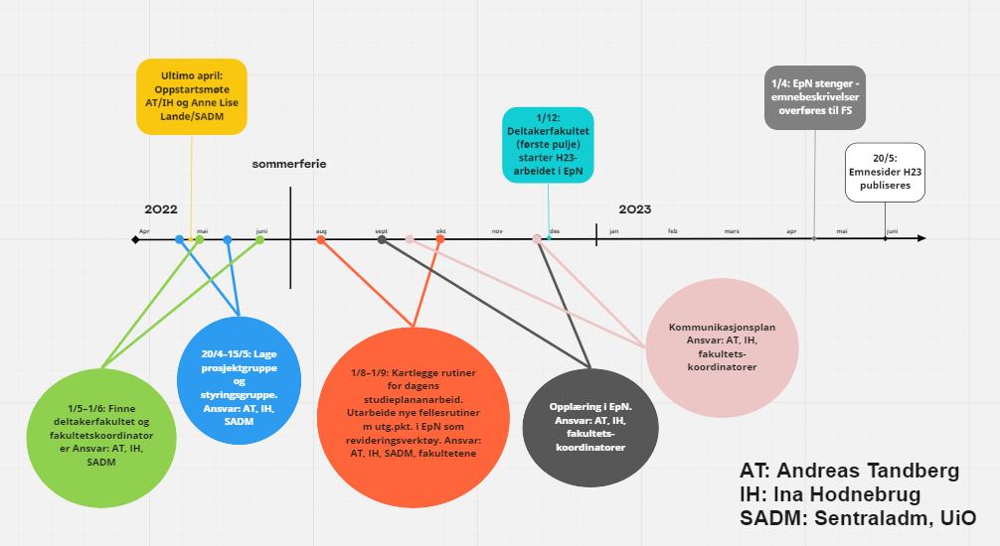 Ultimo april:
Oppstartsmøte
AT/IH og Anne Lise
Lande/SADM
1/12:
Deltakerfakultet
(første pulje)
starter H23-
arbeidet i EpN
1/4: EpN stenger -
emnebeskrivelser
overføres til FS
20/5:
Emnesider H23
publiseres
sommerferie
2022
2023
Apr
mai
juni
aug
sept
okt
nov
des
jan
feb
mars
apr
mai
juni
1/5–1/6: Finne
deltakerfakultet og
fakultetskoordinator
er Ansvar: AT, IH,
SADM
20/4–15/5: Lage
prosjektgruppe
og
styringsgruppe.
Ansvar: AT, IH,
SADM
1/8–1/9: Kartlegge rutiner
for dagens
studieplananarbeid.
Utarbeide nye fellesrutiner
m utg.pkt. i EpN som
revideringsverktøy. Ansvar:
AT, IH, SADM, fakultetene
Opplæring i EpN.
Ansvar: AT, IH,
fakultets-
koordinatorer
Kommunikasjonsplan
Ansvar: AT, IH,
fakultets-
koordinatorer
AT: Andreas Tandberg
IH: Ina Hodnebrug
SADM: Sentraladm, UiO